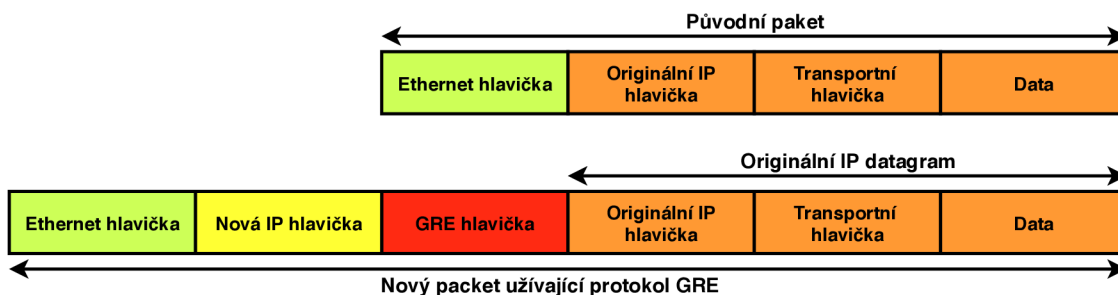 Původní paket
Ethernet hlavička
Originální IP
hlavička
Transportní
hlavička
Data
Originální IP datagram
Ethernet hlavička
Nová IP hlavička
GRE hlavička
Originální IP
hlavička
Transportní
hlavička
Data
Nový packet užívající protokol GRE